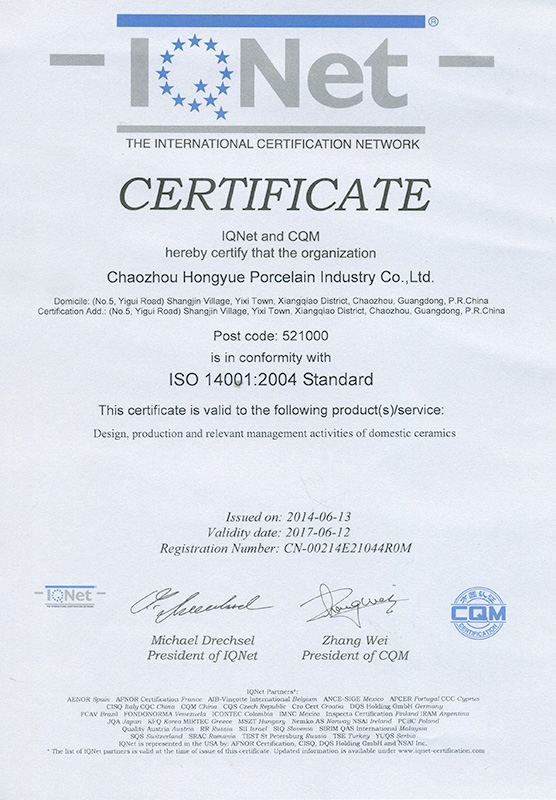 IQNet ®
THE INTERNATIONAL CERTIFICATION NETWORK
CERTIFICATE
IQNet and CQM
hereby certify that the organization
Chaozhou Hongyue Porcelain Industry Co.,Ltd.
Domicile: (No.5, Yigui Road) Shangjin Village, Yixi Town, Xiangqiao District, Chaozhou, Guangdong, P.R.China
Certification Add.: (No.5, Yigui Road) Shangjin Village, Yixi Town, Xiangqiao District, Chaozhou, Guangdong, P.R.China
Post code: 521000
is in conformity with
ISO 14001:2004 Standard
This certificate is valid to the following product(s)/service:
Design, production and relevant management activities of domestic ceramics
Issued on: 2014-06-13
Validity date: 2017-06-12
Registration Number: CN-00214E21044R0M
IQNet
THE INTERNATIONAL CERTIFICATION NETWORK
Zhang Wei
方圆认证
CQM
CERTIFICATION
Michael Drechsel
President of IQNet
Zhang Wei
President of CQM
IQNet Partners*:
AENOR Spain AFNOR Certification France AIB-Vinçotte International Belgium ANCE-SIGE Mexico APCER Portugal CCC Cyprus
CISQ Italy CQC China CQM China CQS Czech Republic Cro Cert Croatia DQS Holding GmbH Germany
FCAV Brazil FONDONORMA Venezuela ICONTEC Colombia IMNC Mexico Inspecta Certification Finland IRAM Argentina
JQA Japan KFQ Korea MIRTEC Greece MSZT Hungary Nemko AS Norway NSAI Ireland PCBC Poland
Quality Austria Austria RR Russia SII Israel SIQ Slovenia SIRIM QAS International Malaysia
SQS Switzerland SRAC Romania TEST St Petersburg Russia TSE Turkey YUQS Serbia
IQNet is represented in the USA by: AFNOR Certification, CISQ, DQS Holding GmbH and NSAI Inc.
* The list of IQNet partners is valid at the time of issue of this certificate. Updated information is available under www.iqnet-certification.com